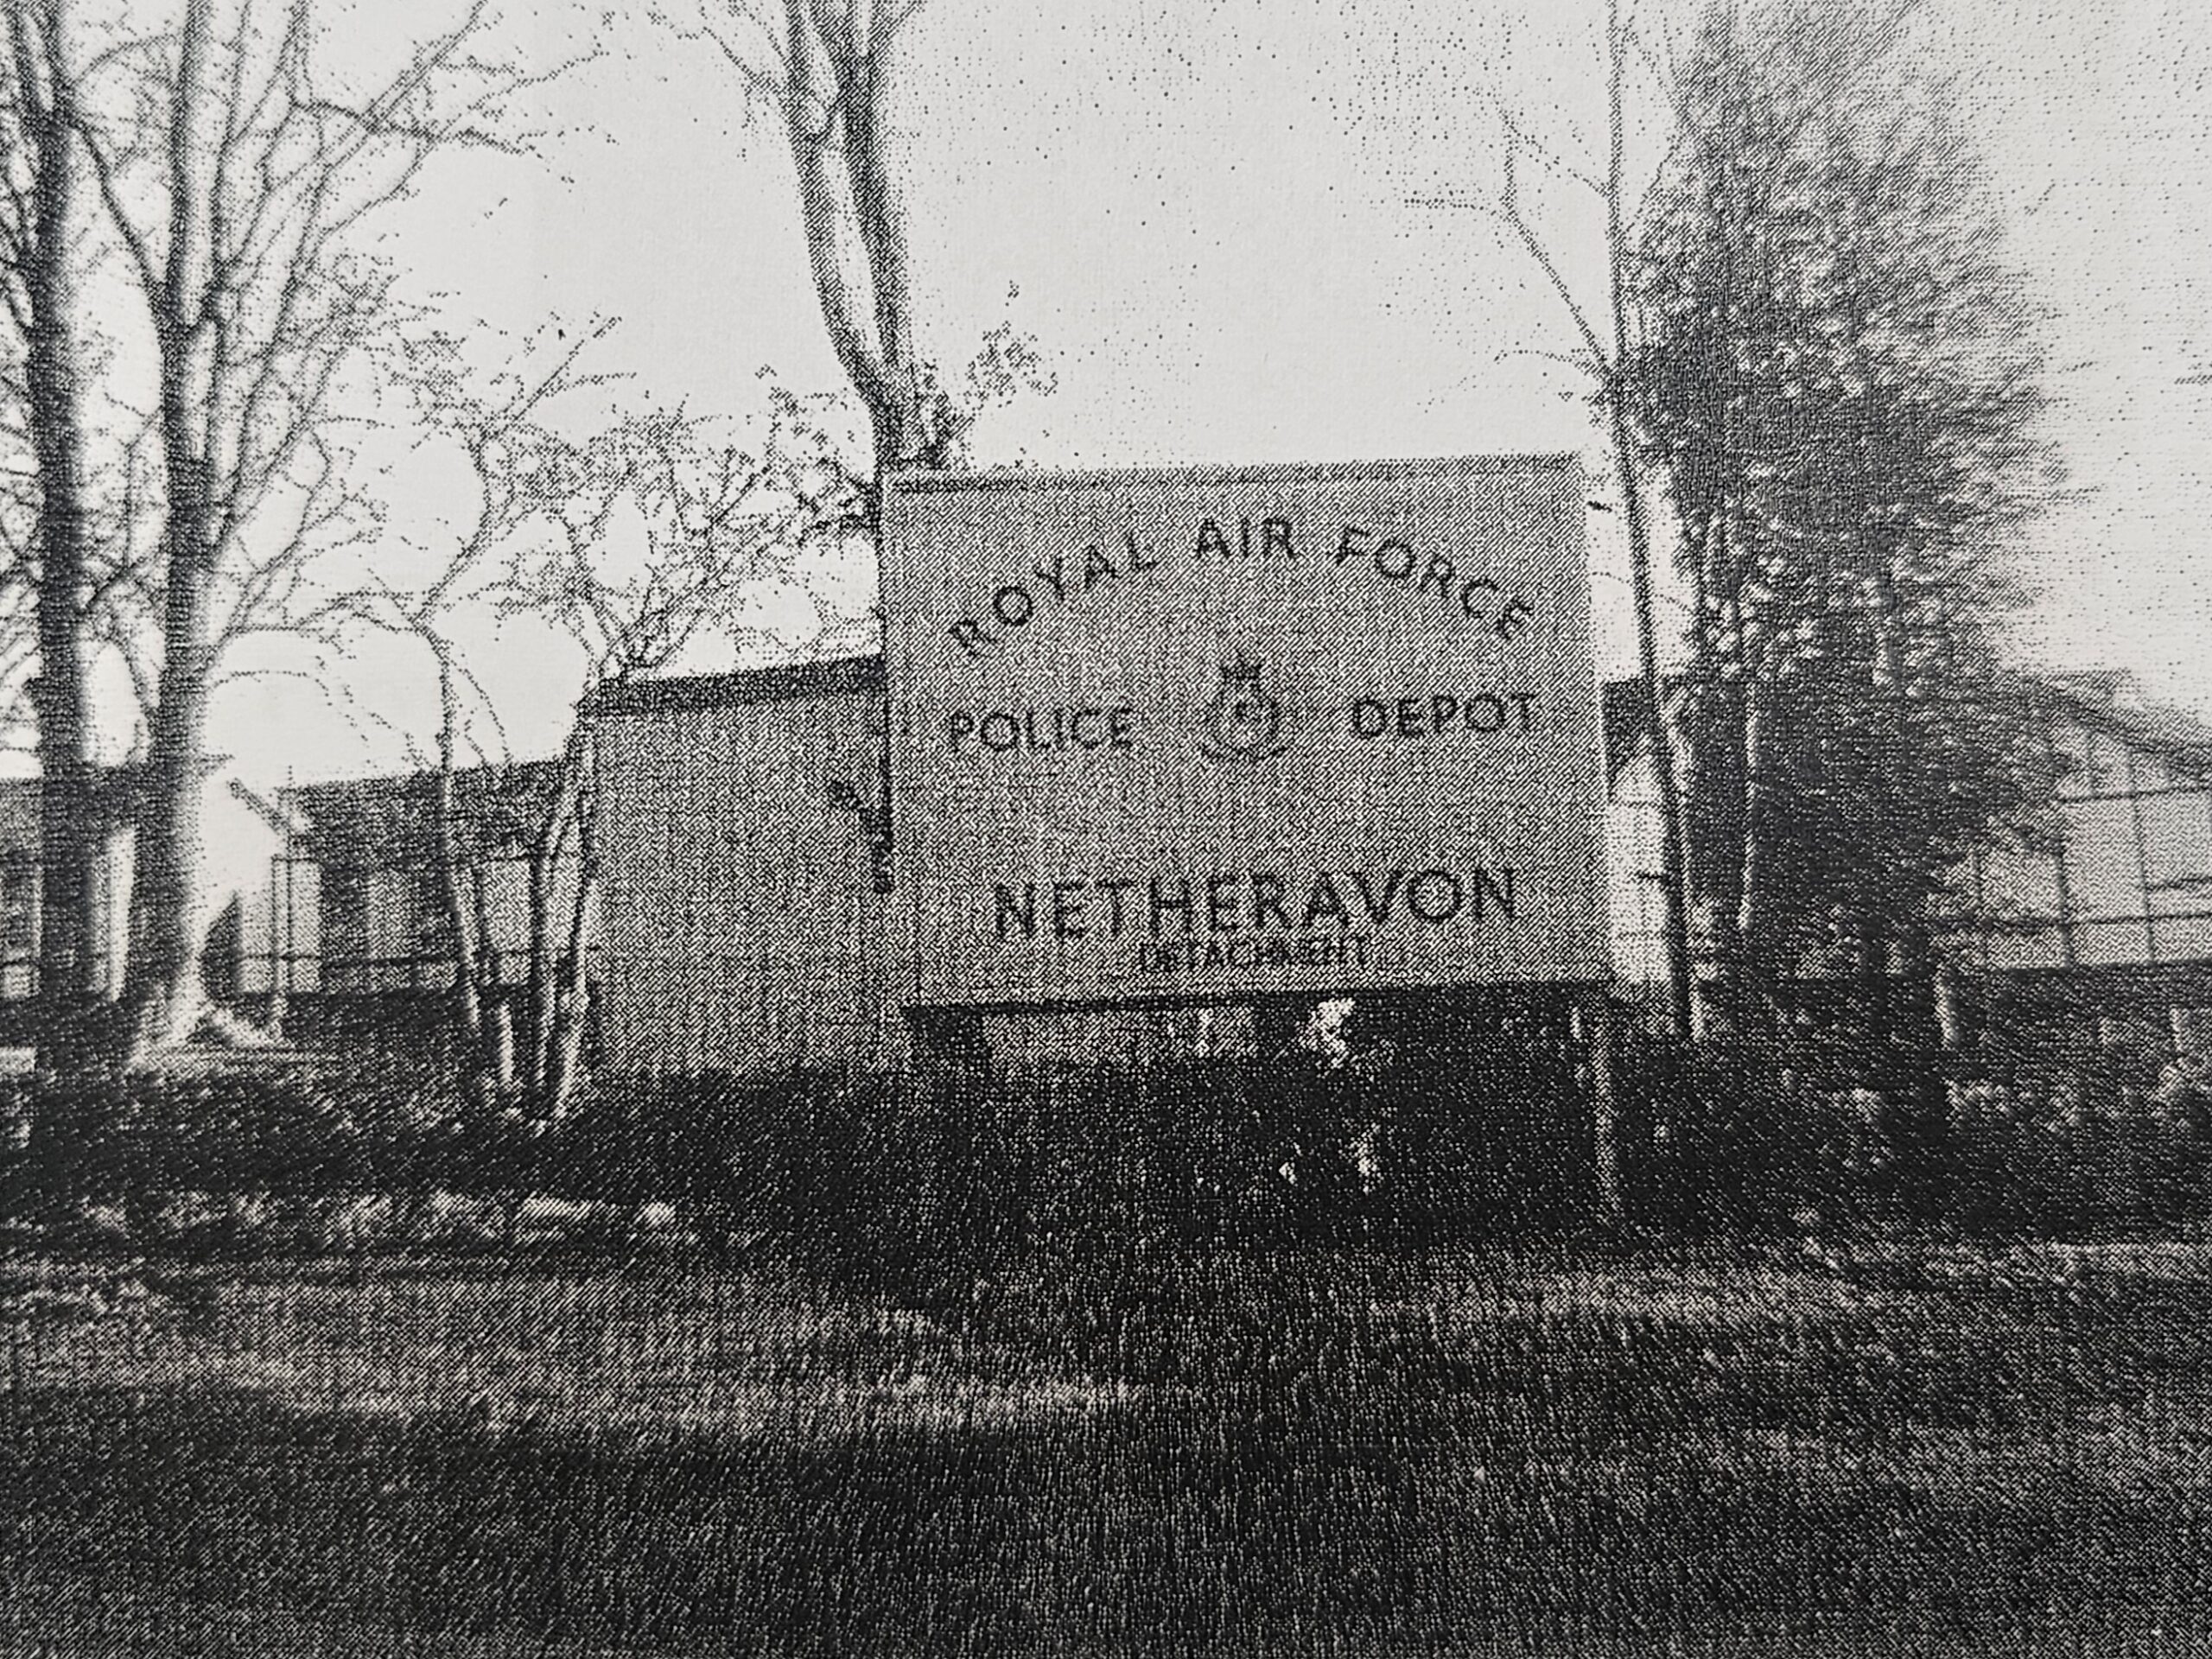 ROYAL AIR FORCE
POLICE DEPOT
NETHERAVON
DETACHMENT